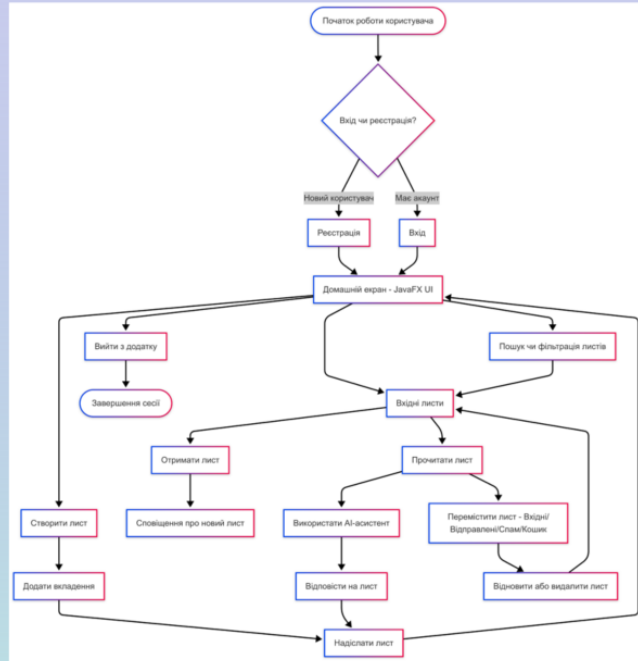 Початок роботи користувача
Вхід чи реєстрація?
Новий користувач
Має акаунт
Реєстрація
Вхід
Домашній екран - JavaFX UI
Вийти з додатку
Пошук чи фільтрація листів
Завершення сесії
Вхідні листи
Отримати лист
Прочитати лист
Створити лист
Сповіщення про новий лист
Використати AI-асистент
Перемістити лист - Вхідні/
Відправлені/Спам/Кошик
Додати вкладення
Відповісти на лист
Відновити або видалити лист
Надіслати лист